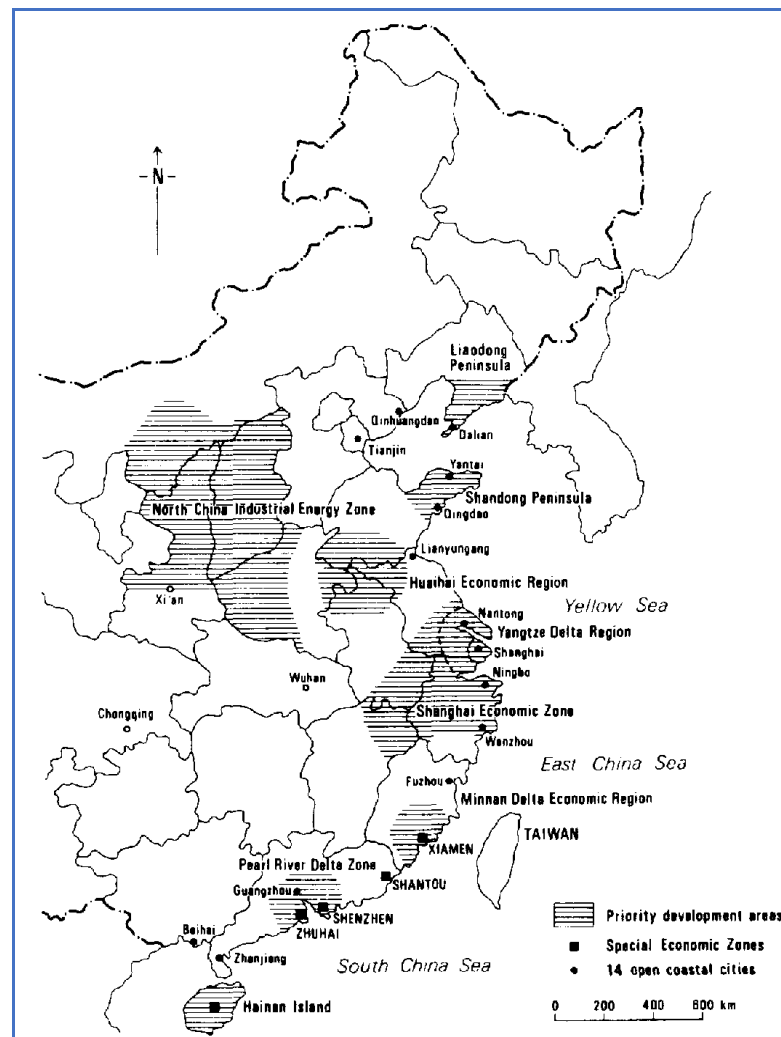 -N-
Liaodong
Peninsula
Qinhuangdao
Dalian
Tianjin
Yantai
Shandong Peninsula
North China Industrial Energy Zone
Qingdao
Lianyungang
Huaihai Economic Region
Xi'an
Yellow Sea
Nantong
Yangtze Delta Region
Shanghai
Wuhan
Ningbo
Chongqing
Shanghai Economic Zone
Wenzhou
East China Sea
Fuzhou
Minnan Delta Economic Region
TAIWAN
XIAMEN
Pearl River Delta Zone
SHANTOU
Guangzhou
SHENZHEN
ZHUHAI
Beihai
Zhanjiang
South China Sea
Hainan Island
Priority development areas
Special Economic Zones
14 open coastal cities
0 200 400 600 km